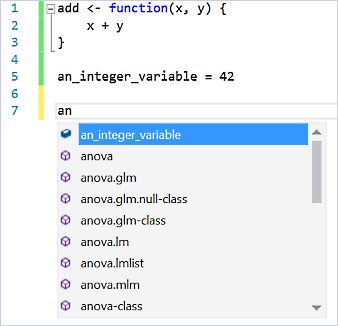 1 add <- function(x, y) {
2     x + y
3 }
4
5 an_integer_variable = 42
6
7 an
an_integer_variable
anova
anova.glm
anova.glm.null-class
anova.glm-class
anova.lm
anova.lmlist
anova.mlm
anova-class